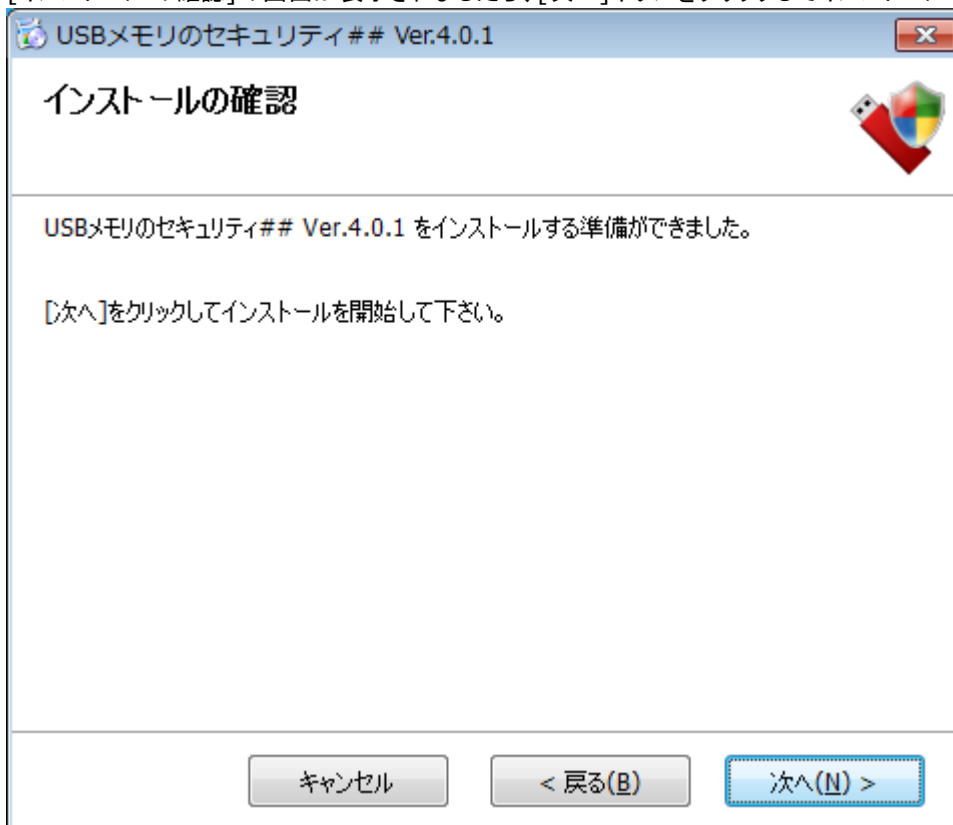 USBメモリのセキュリティ## Ver.4.0.1
インストールの確認
USBメモリのセキュリティ## Ver.4.0.1 をインストールする準備ができました。
[次へ]をクリックしてインストールを開始して下さい。
キャンセル
< 戻る(B)
次へ(N) >